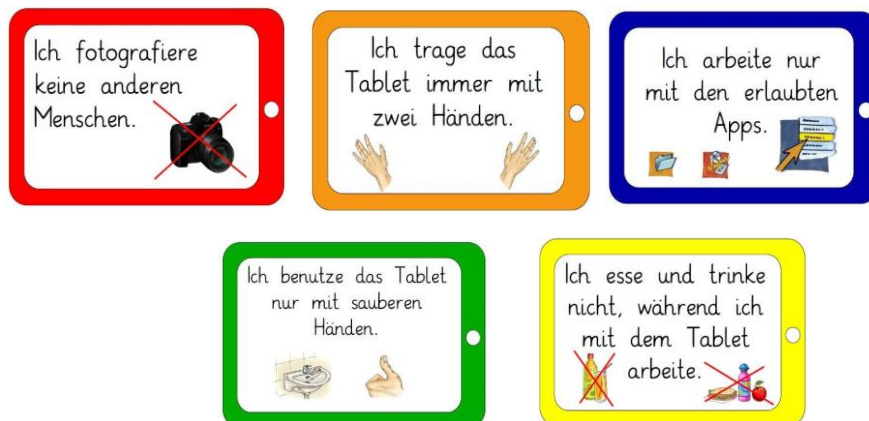 Ich fotografiere
keine anderen
Menschen.
Ich trage das
Tablet immer mit
zwei Händen.
Ich arbeite nur
mit den erlaubten
Apps.
Ich benutze das Tablet
nur mit sauberen
Händen.
Ich esse und trinke
nicht, während ich
mit dem Tablet
arbeite.